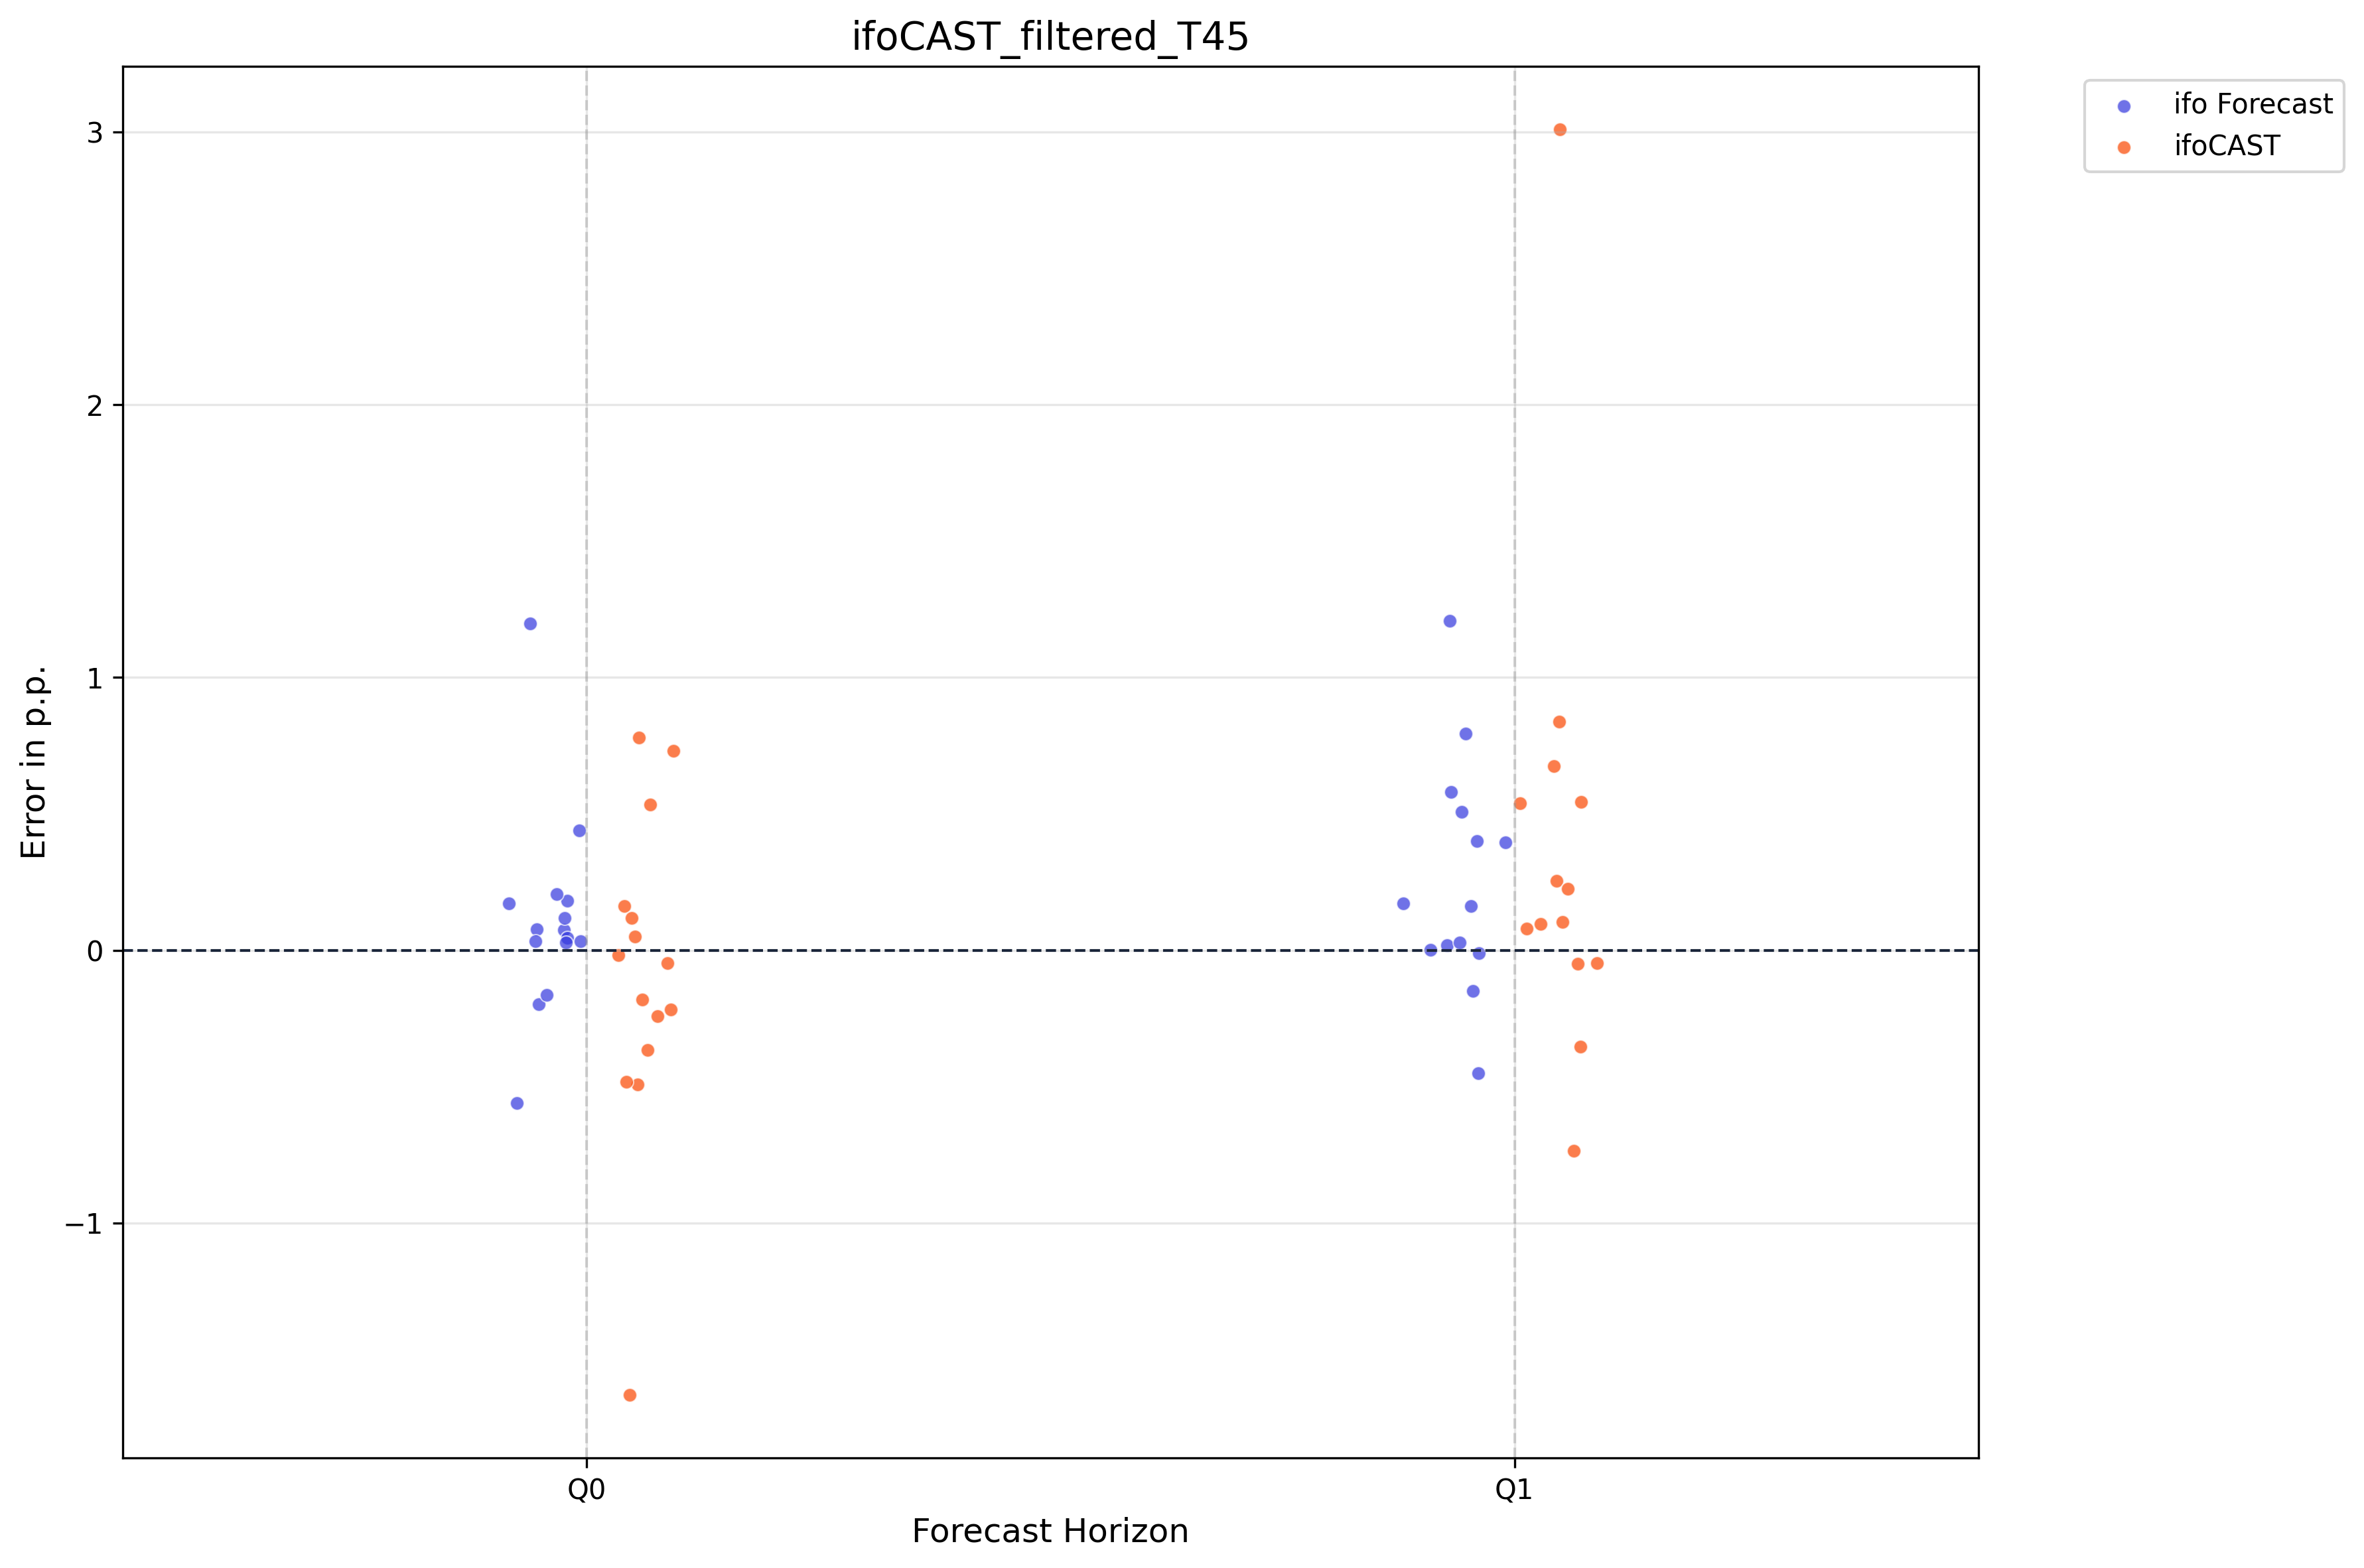 ifoCAST_filtered_T45
ifo Forecast
ifoCAST
Error in p.p.
3
2
1
0
−1
Q0
Q1
Forecast Horizon